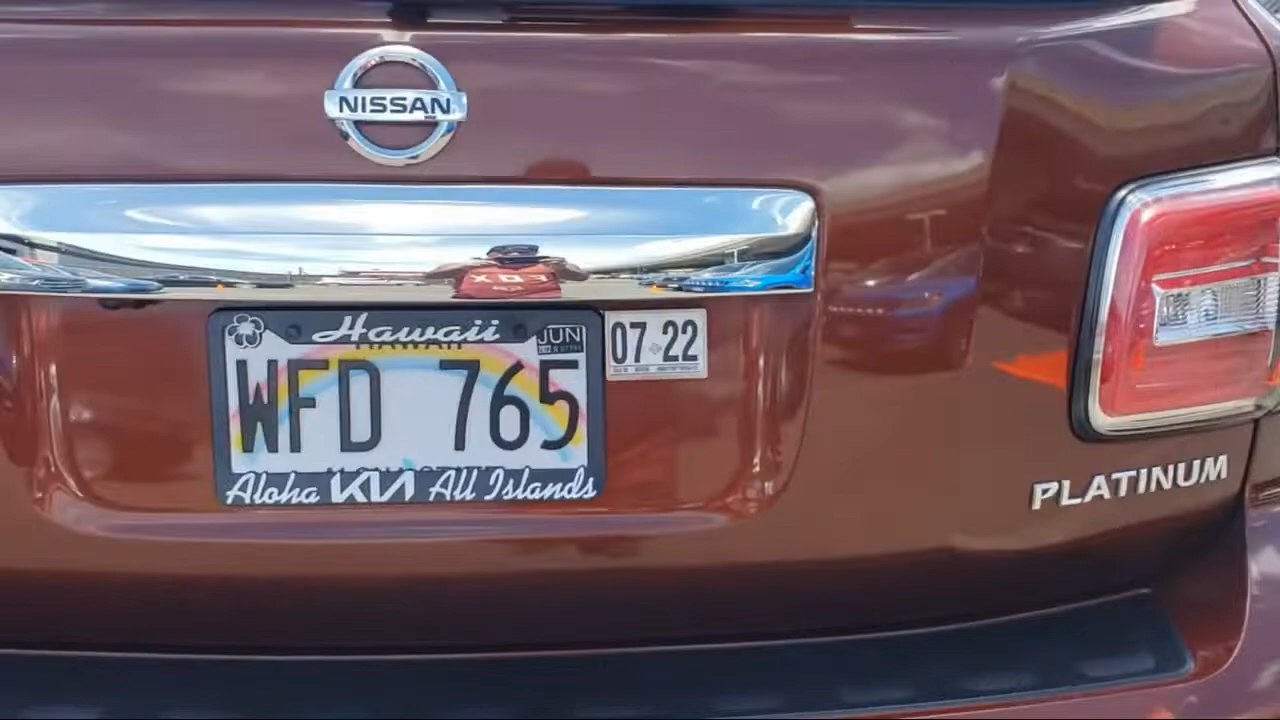 NISSAN
Hawaii
JUN
07 22
WFD 765
Aloha KIA All Islands
PLATINUM